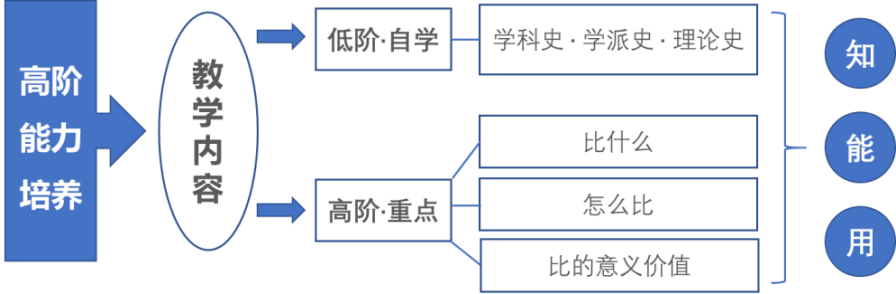 高阶
能力
培养
教
学
内
容
低阶·自学
学科史·学派史·理论史
高阶·重点
比什么
怎么比
比的意义价值
知
能
用